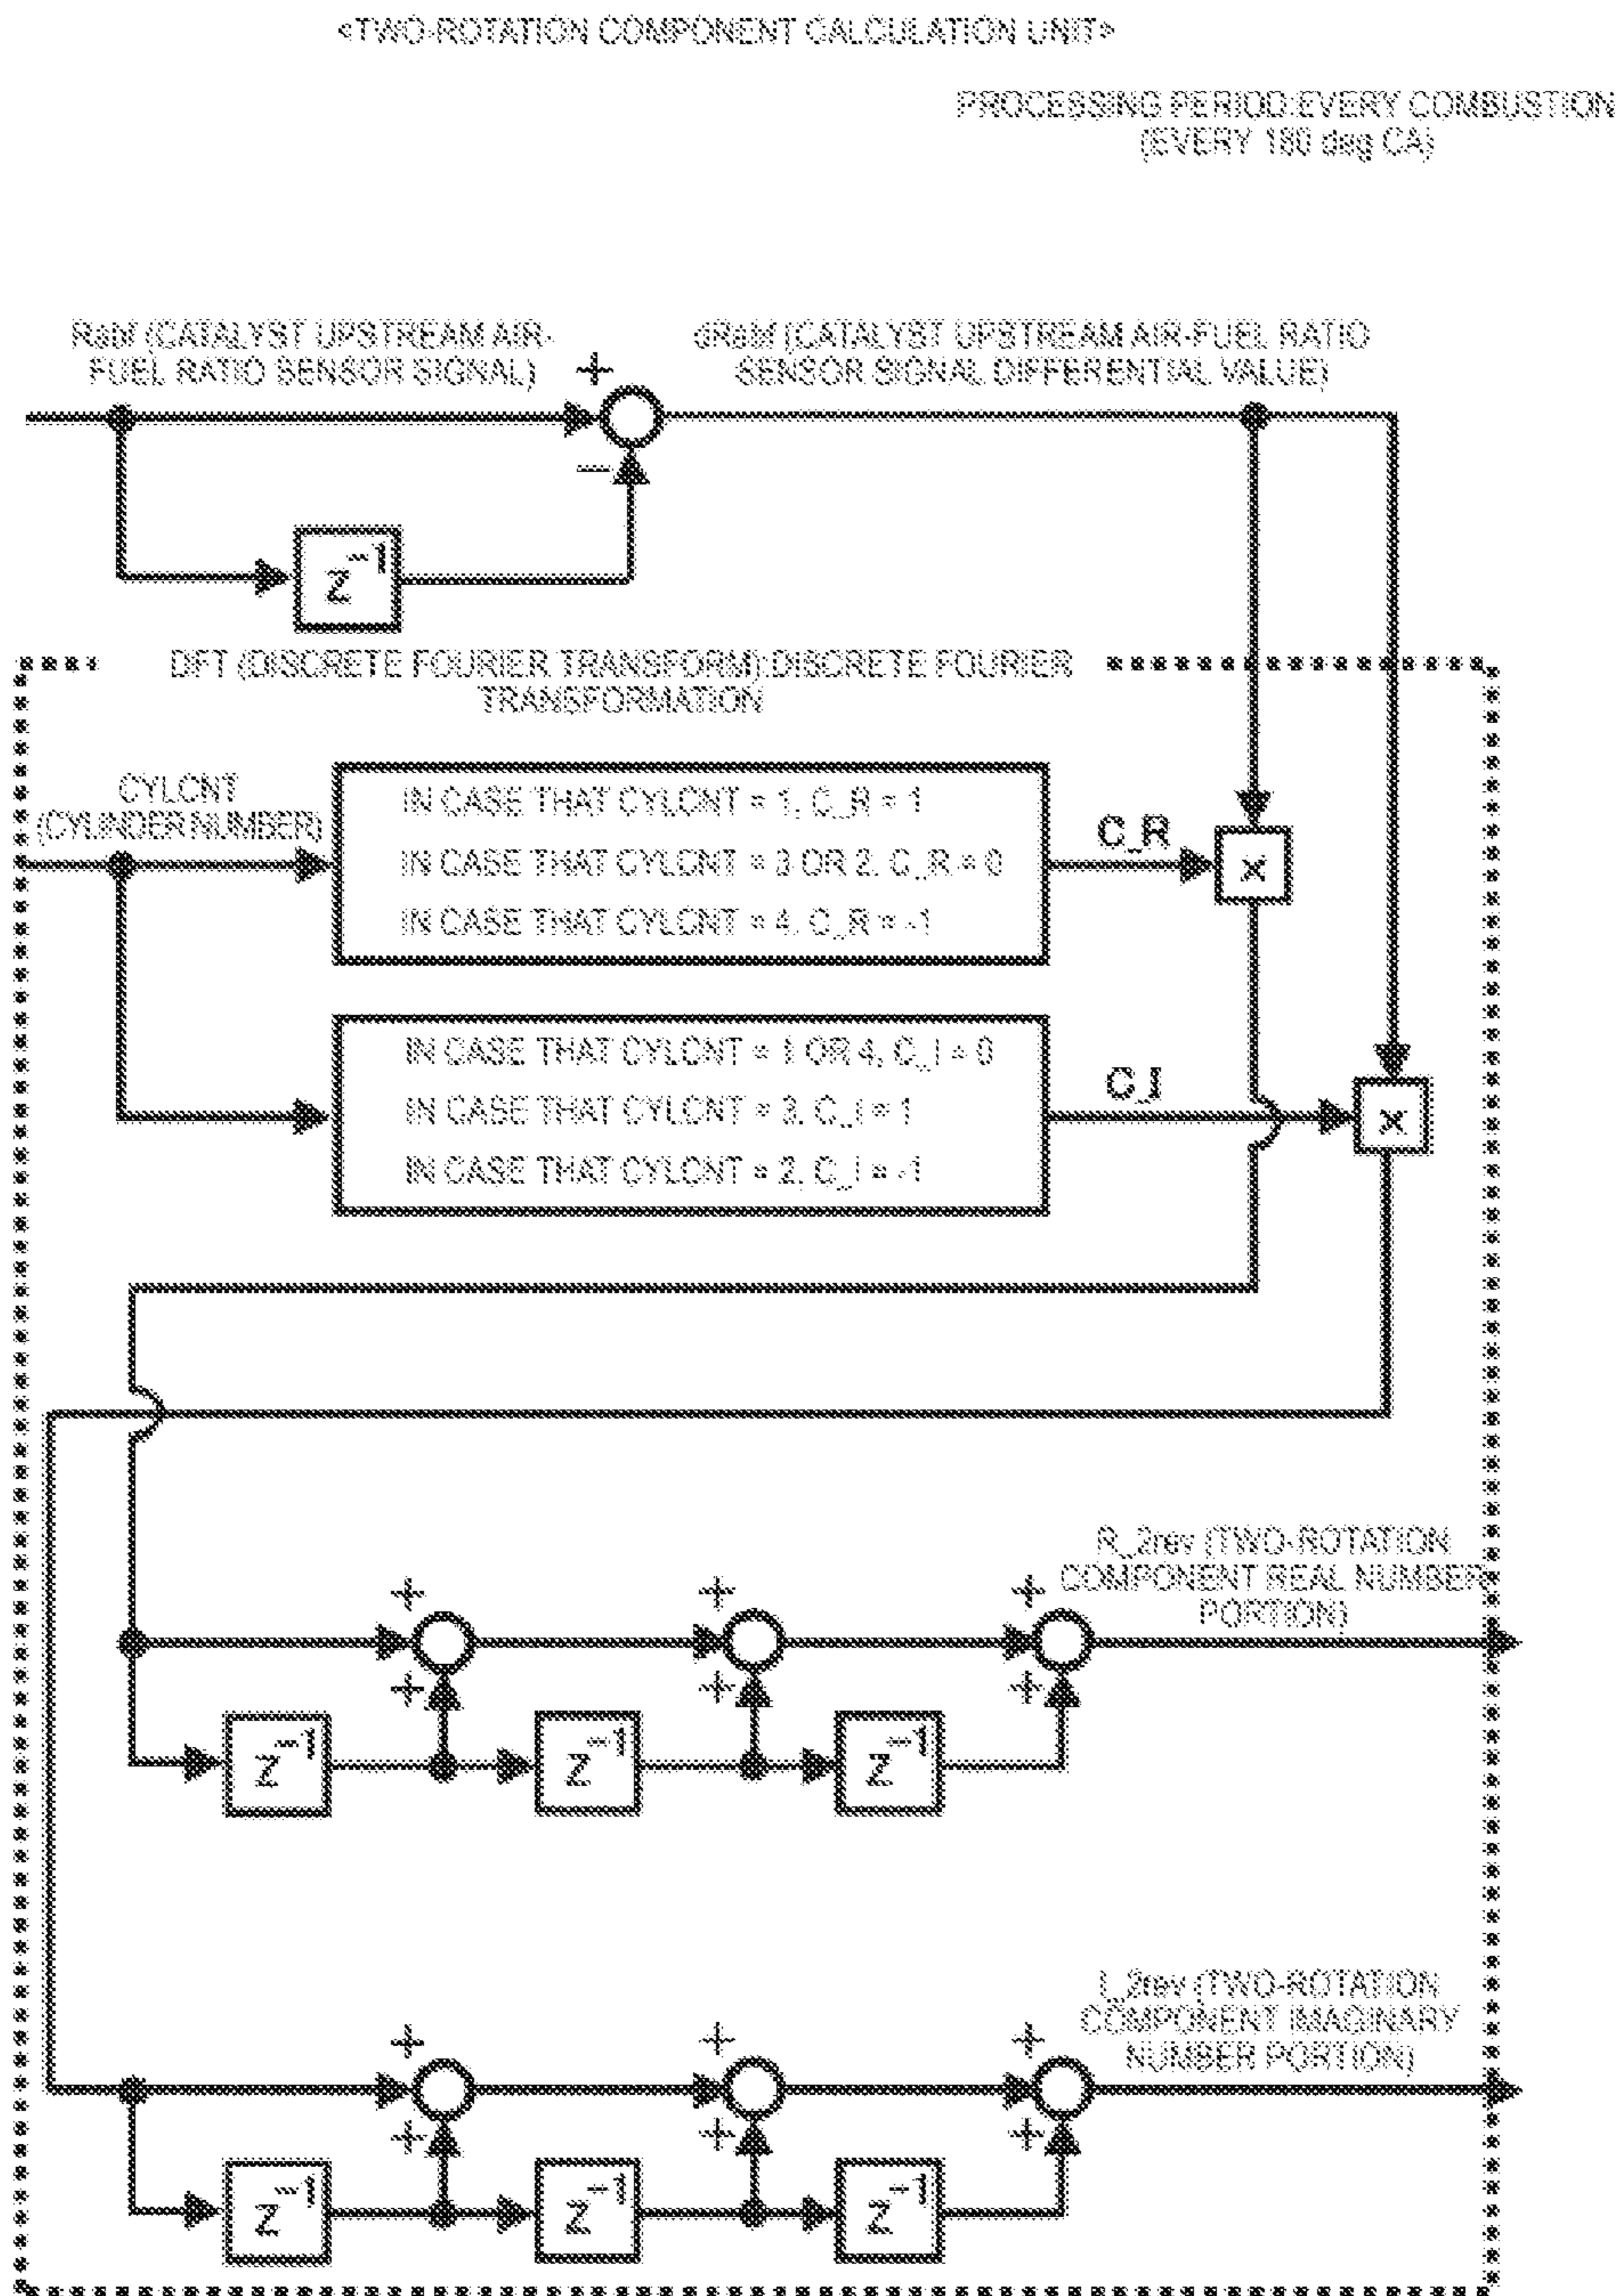 <TWO-ROTATION COMPONENT CALCULATION UNIT>
PROCESSING PERIOD:EVERY COMBUSTION
(EVERY 180 deg CA)
Rabf (CATALYST UPSTREAM AIR-
FUEL RATIO SENSOR SIGNAL)
dRabf (CATALYST UPSTREAM AIR-FUEL RATIO
SENSOR SIGNAL DIFFERENTIAL VALUE)
+
−
z⁻¹
DFT (DISCRETE FOURIER TRANSFORM):DISCRETE FOURIER
TRANSFORMATION
CYLCNT
(CYLINDER NUMBER)
IN CASE THAT CYLCNT = 1, C_R = 1
IN CASE THAT CYLCNT = 3 OR 2, C_R = 0
IN CASE THAT CYLCNT = 4, C_R = -1
C_R
x
IN CASE THAT CYLCNT = 1 OR 4, C_I = 0
IN CASE THAT CYLCNT = 3, C_I = 1
IN CASE THAT CYLCNT = 2, C_I = -1
C_I
x
R_2rev (TWO-ROTATION
COMPONENT REAL NUMBER
PORTION)
+ + +
+ + +
z⁻¹ z⁻¹ z⁻¹
I_2rev (TWO-ROTATION
COMPONENT IMAGINARY
NUMBER PORTION)
+ + +
+ + +
z⁻¹ z⁻¹ z⁻¹